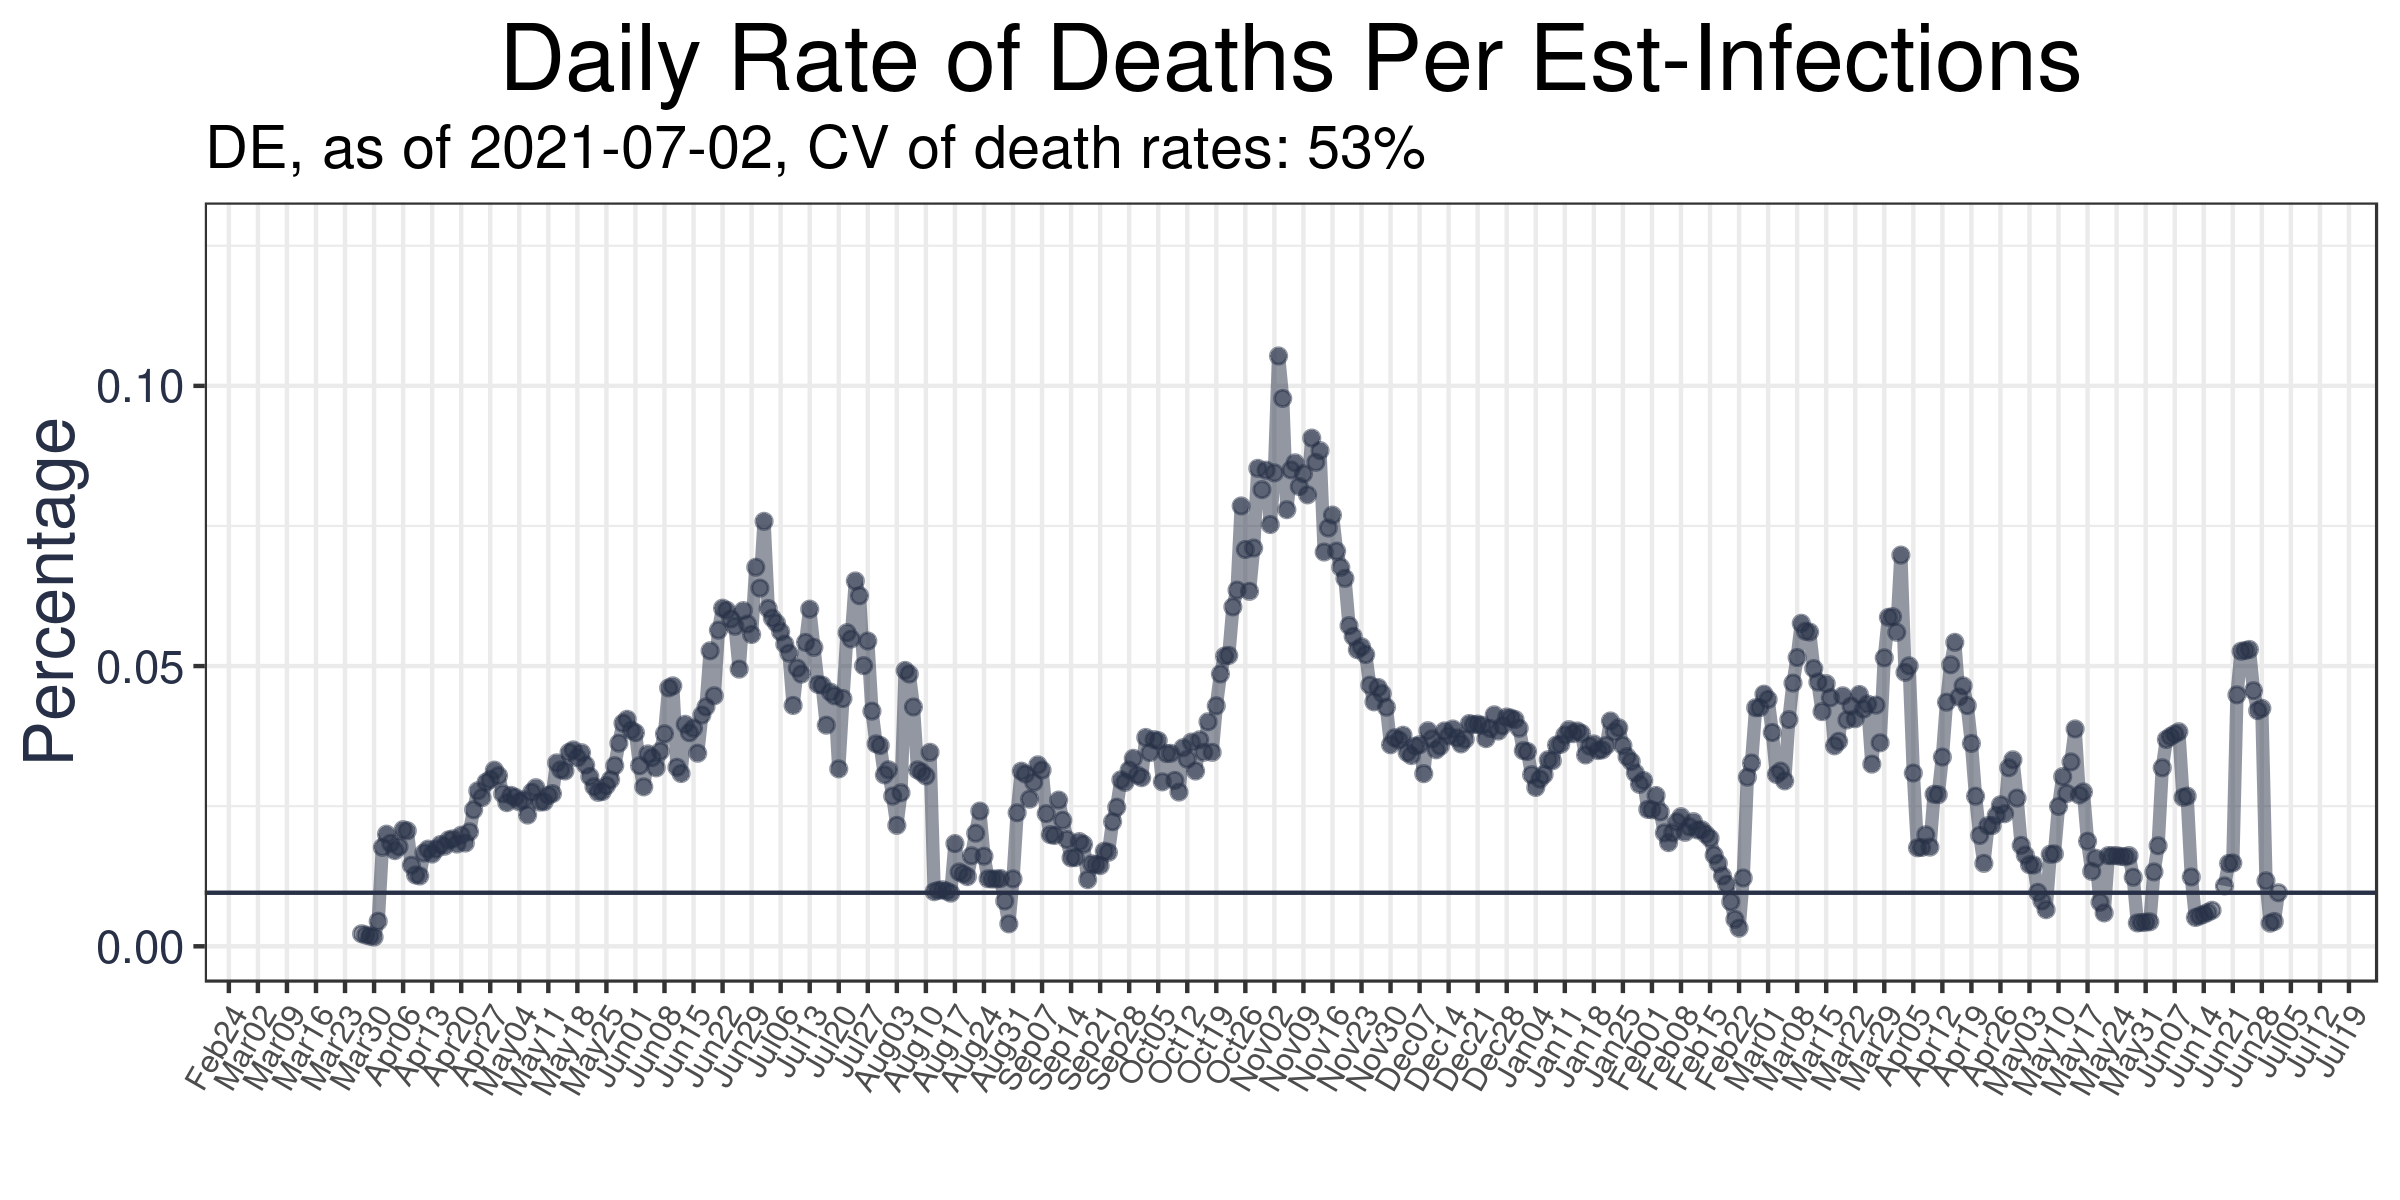 Daily Rate of Deaths Per Est-Infections
DE, as of 2021-07-02, CV of death rates: 53%
Percentage
0.10
0.05
0.00
Feb24
Mar02
Mar09
Mar16
Mar23
Mar30
Apr06
Apr13
Apr20
Apr27
May04
May11
May18
May25
Jun01
Jun08
Jun15
Jun22
Jun29
Jul06
Jul13
Jul20
Jul27
Aug03
Aug10
Aug17
Aug24
Aug31
Sep07
Sep14
Sep21
Sep28
Oct05
Oct12
Oct19
Oct26
Nov02
Nov09
Nov16
Nov23
Nov30
Dec07
Dec14
Dec21
Dec28
Jan04
Jan11
Jan18
Jan25
Feb01
Feb08
Feb15
Feb22
Mar01
Mar08
Mar15
Mar22
Mar29
Apr05
Apr12
Apr19
Apr26
May03
May10
May17
May24
May31
Jun07
Jun14
Jun21
Jun28
Jul05
Jul12
Jul19